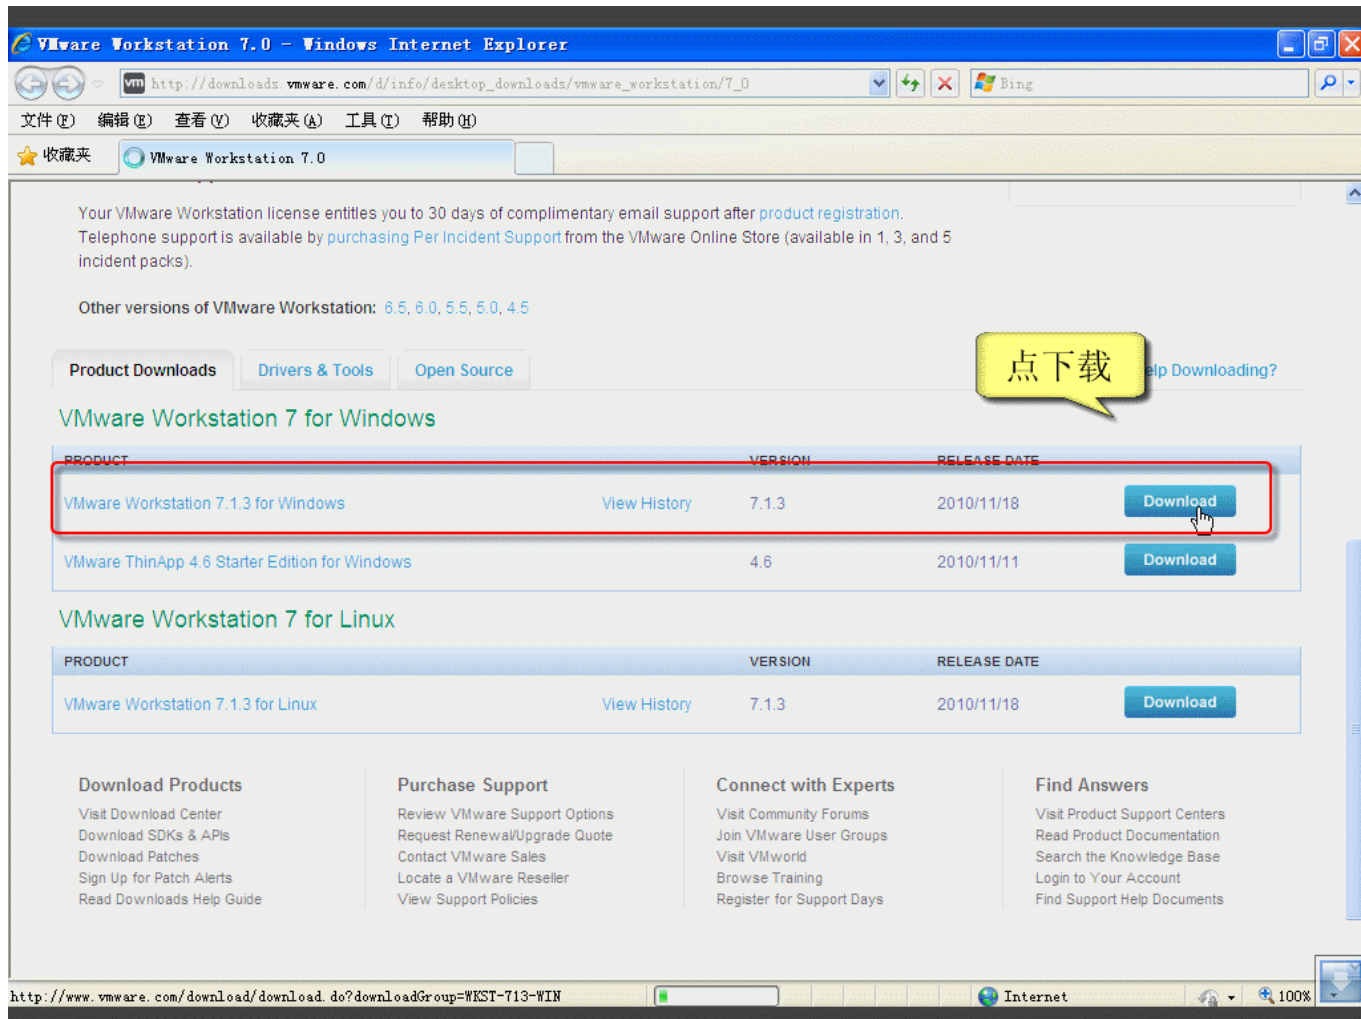 VMware Workstation 7.0 - Windows Internet Explorer
http://downloads.vmware.com/d/info/desktop_downloads/vmware_workstation/7_0
Bing
文件(F) 编辑(E) 查看(V) 收藏夹(A) 工具(T) 帮助(H)
收藏夹 VMware Workstation 7.0
Your VMware Workstation license entitles you to 30 days of complimentary email support after product registration.
Telephone support is available by purchasing Per Incident Support from the VMware Online Store (available in 1, 3, and 5
incident packs).
Other versions of VMware Workstation: 6.5, 6.0, 5.5, 5.0, 4.5
点下载
Product Downloads Drivers & Tools Open Source Downloading?
VMware Workstation 7 for Windows
PRODUCT VERSION RELEASE DATE
VMware Workstation 7.1.3 for Windows View History 7.1.3 2010/11/18 Download
VMware ThinApp 4.6 Starter Edition for Windows 4.6 2010/11/11 Download
VMware Workstation 7 for Linux
PRODUCT VERSION RELEASE DATE
VMware Workstation 7.1.3 for Linux View History 7.1.3 2010/11/18 Download
Download Products Purchase Support Connect with Experts Find Answers
Visit Download Center Review VMware Support Options Visit Community Forums Visit Product Support Centers
Download SDKs & APIs Request Renewal/Upgrade Quote Join VMware User Groups Read Product Documentation
Download Patches Contact VMware Sales Visit VMworld Search the Knowledge Base
Sign Up for Patch Alerts Locate a VMware Reseller Browse Training Login to Your Account
Read Downloads Help Guide View Support Policies Register for Support Days Find Support Help Documents
http://www.vmware.com/download/download.do?downloadGroup=WKST-713-WIN Internet 100%